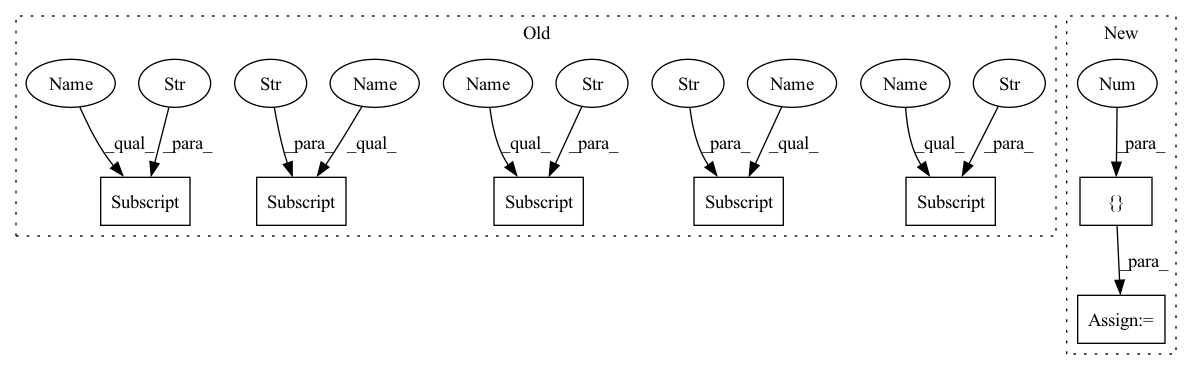 Old
New
Name Str Str Name Name Str Str Name Name Str Num
_qual_ _para_ _para_ _qual_ _qual_ _para_ _para_ _qual_ _qual_ _para_ _para_
Subscript Subscript Subscript Subscript Subscript {}
_para_
Assign:=